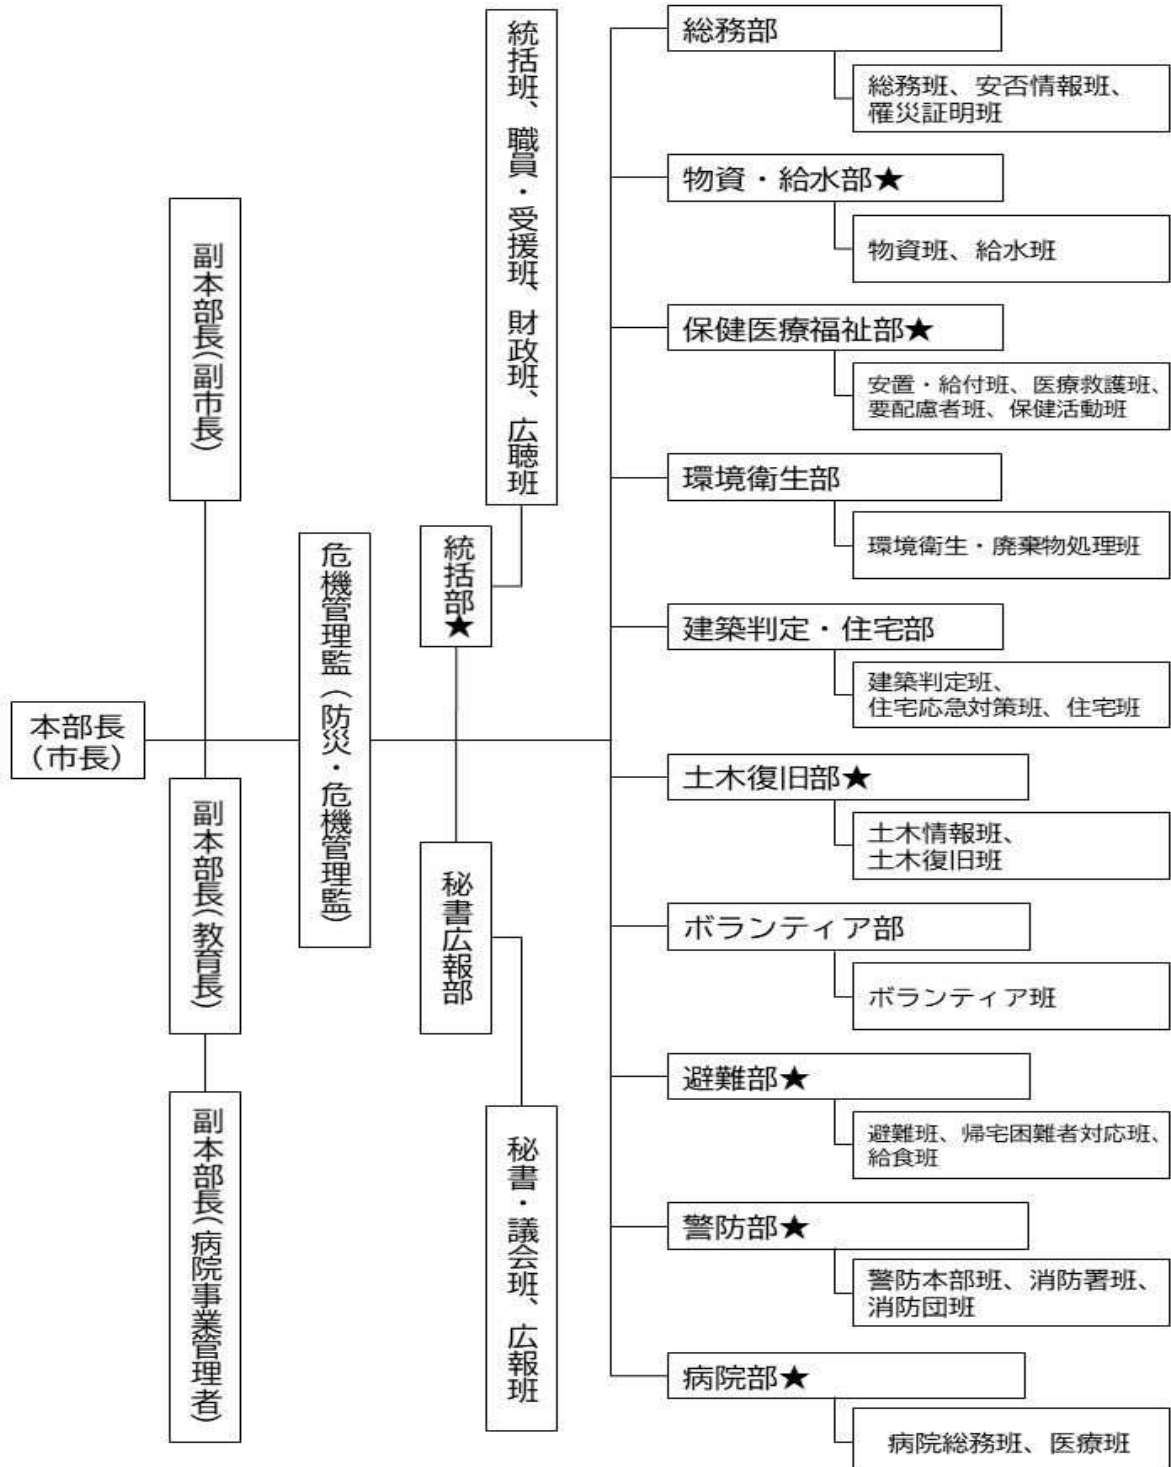 本部長
（市長）
副本部長（副市長）
副本部長（教育長）
副本部長（病院事業管理者）
危機管理監（防災・危機管理監）
統括部★
統括班、職員・受援班、財政班、広聴班
秘書広報部
秘書・議会班、広報班
総務部
総務班、安否情報班、
罹災証明班
物資・給水部★
物資班、給水班
保健医療福祉部★
安置・給付班、医療救護班、
要配慮者班、保健活動班
環境衛生部
環境衛生・廃棄物処理班
建築判定・住宅部
建築判定班、
住宅応急対策班、住宅班
土木復旧部★
土木情報班、
土木復旧班
ボランティア部
ボランティア班
避難部★
避難班、帰宅困難者対応班、
給食班
警防部★
警防本部班、消防署班、
消防団班
病院部★
病院総務班、医療班